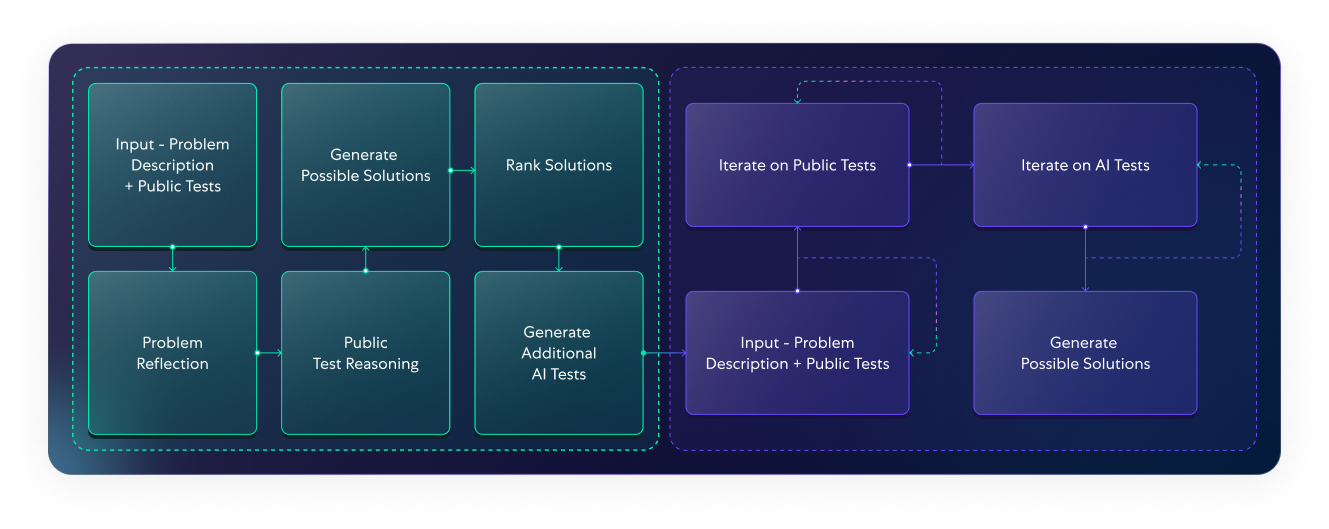 Input - Problem
Description
+ Public Tests
Problem
Reflection
Public
Test Reasoning
Generate
Possible Solutions
Rank Solutions
Generate
Additional
AI Tests
Input - Problem
Description + Public Tests
Iterate on Public Tests
Iterate on AI Tests
Generate
Possible Solutions